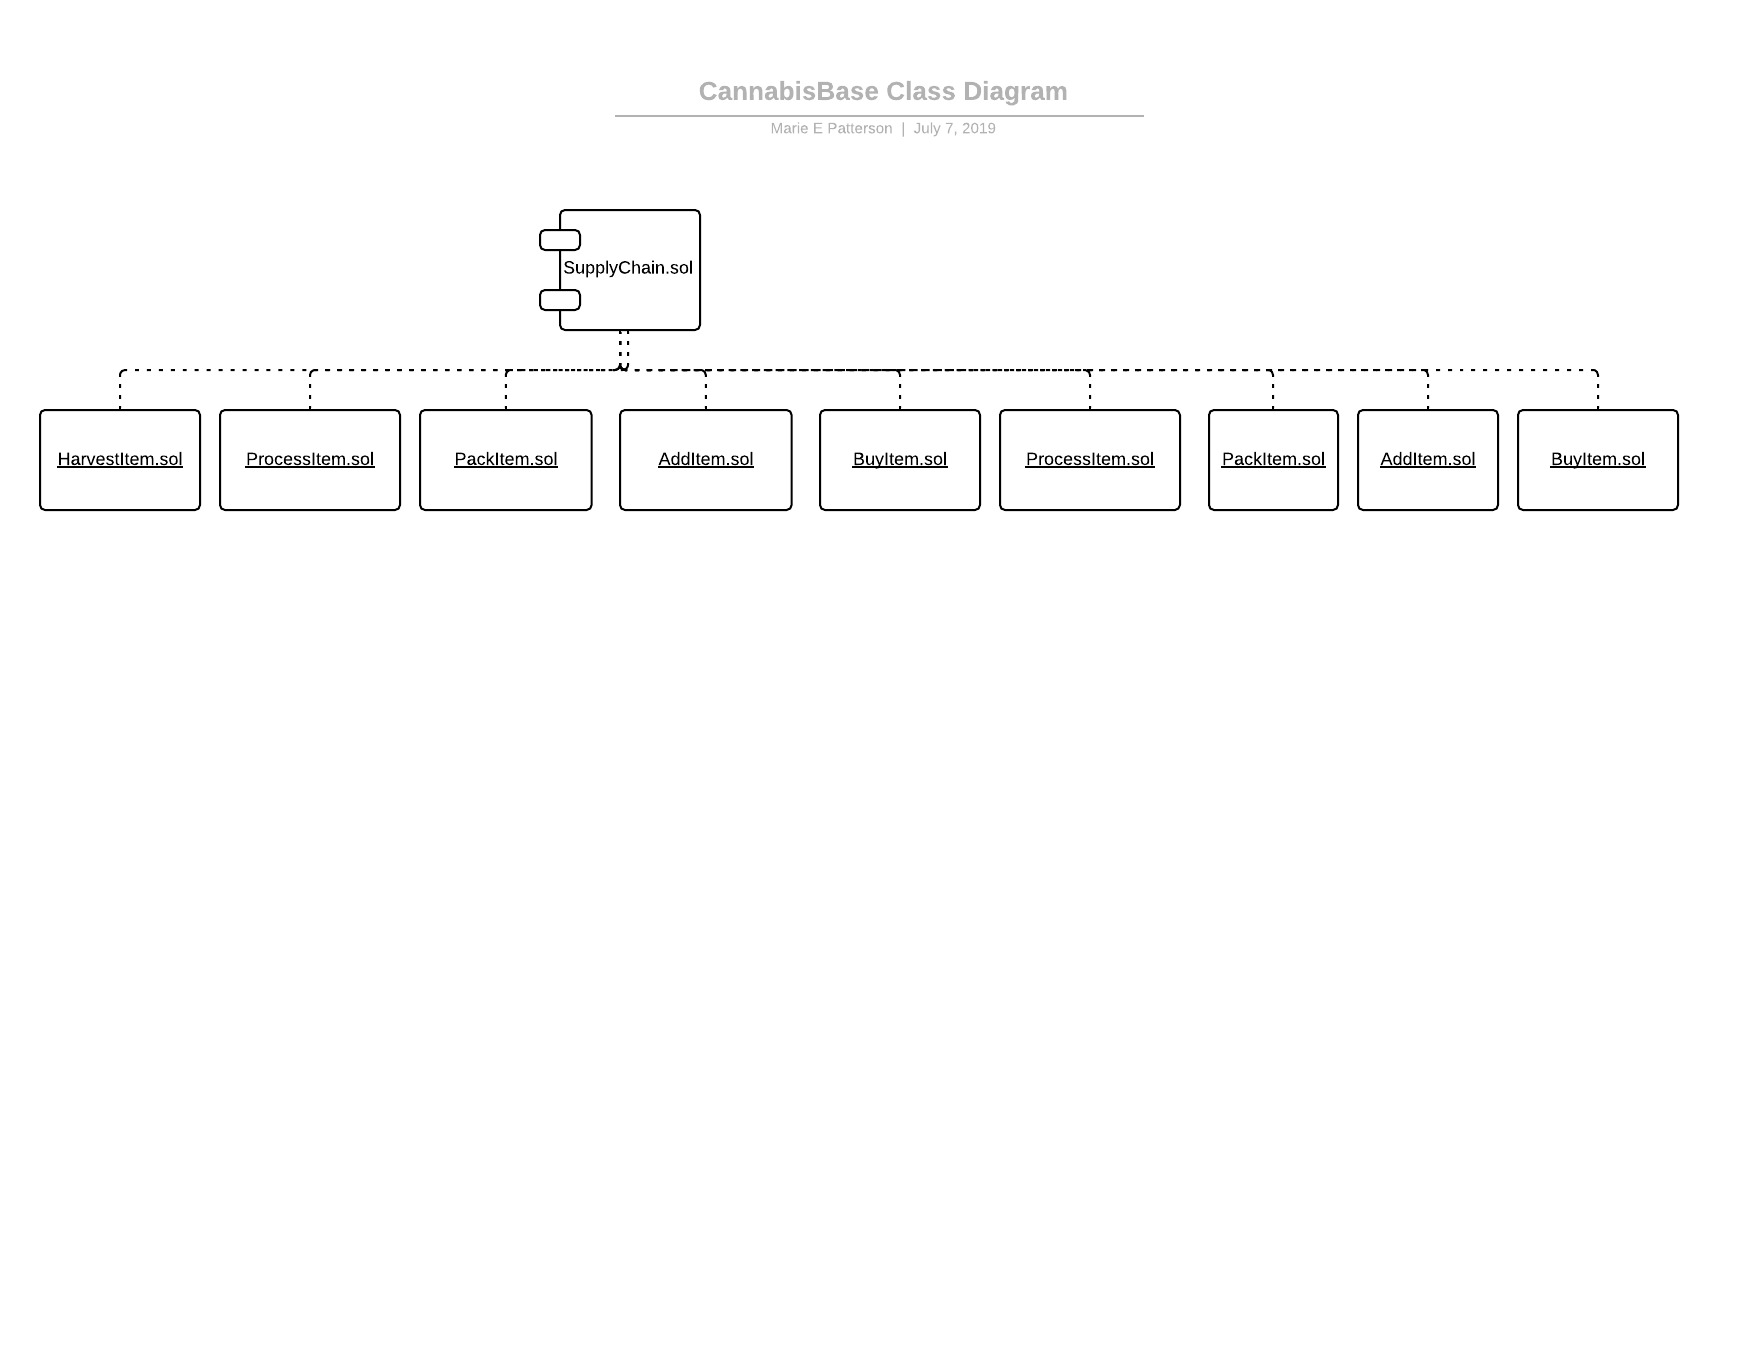 CannabisBase Class Diagram
Marie E Patterson | July 7, 2019
SupplyChain.sol
HarvestItem.sol
ProcessItem.sol
PackItem.sol
AddItem.sol
BuyItem.sol
ProcessItem.sol
PackItem.sol
AddItem.sol
BuyItem.sol